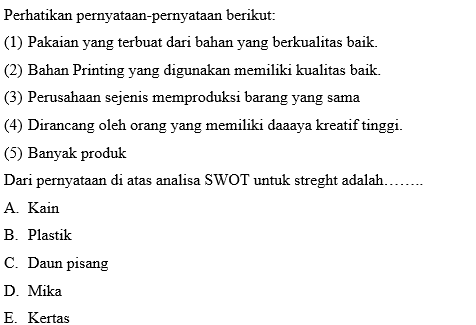 Perhatikan pernyataan-pernyataan berikut:
(1) Pakaian yang terbuat dari bahan yang berkualitas baik.
(2) Bahan Printing yang digunakan memiliki kualitas baik.
(3) Perusahaan sejenis memproduksi barang yang sama
(4) Dirancang oleh orang yang memiliki daaaya kreatif tinggi.
(5) Banyak produk
Dari pernyataan di atas analisa SWOT untuk streght adalah........
A. Kain
B. Plastik
C. Daun pisang
D. Mika
E. Kertas